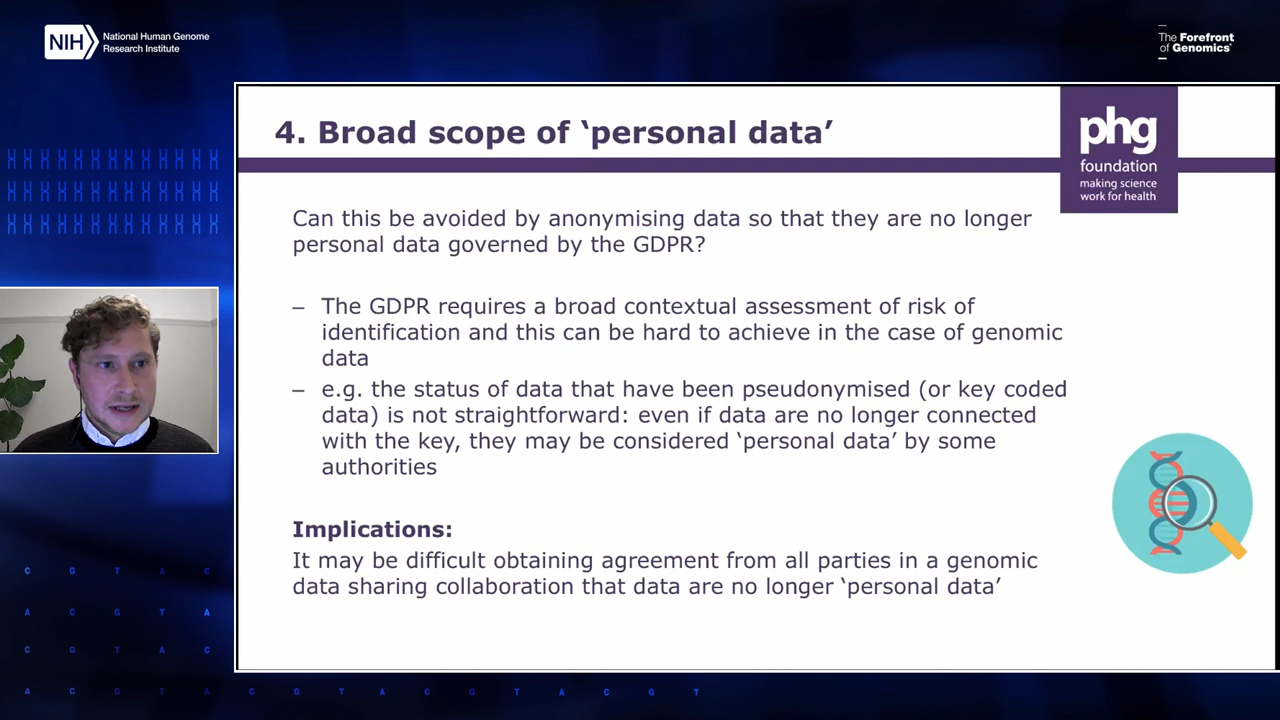 NIH
National Human Genome
Research Institute
The Forefront
of Genomics®
4. Broad scope of ‘personal data’
phg
foundation
making science
work for health
Can this be avoided by anonymising data so that they are no longer
personal data governed by the GDPR?
– The GDPR requires a broad contextual assessment of risk of
identification and this can be hard to achieve in the case of genomic
data
– e.g. the status of data that have been pseudonymised (or key coded
data) is not straightforward: even if data are no longer connected
with the key, they may be considered ‘personal data’ by some
authorities
Implications:
It may be difficult obtaining agreement from all parties in a genomic
data sharing collaboration that data are no longer ‘personal data’
C G T A C
A C G T A
C G T A C
A C G T A C G T A C G T A C G T